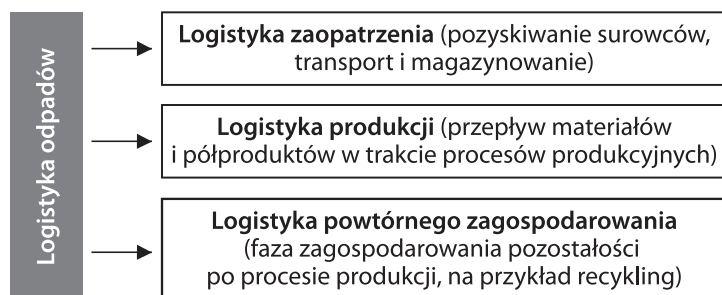 Logistyka odpadów
Logistyka zaopatrzenia (pozyskiwanie surowców,
transport i magazynowanie)
Logistyka produkcji (przepływ materiałów
i półproduktów w trakcie procesów produkcyjnych)
Logistyka powtórnego zagospodarowania
(faza zagospodarowania pozostałości
po procesie produkcji, na przykład recykling)